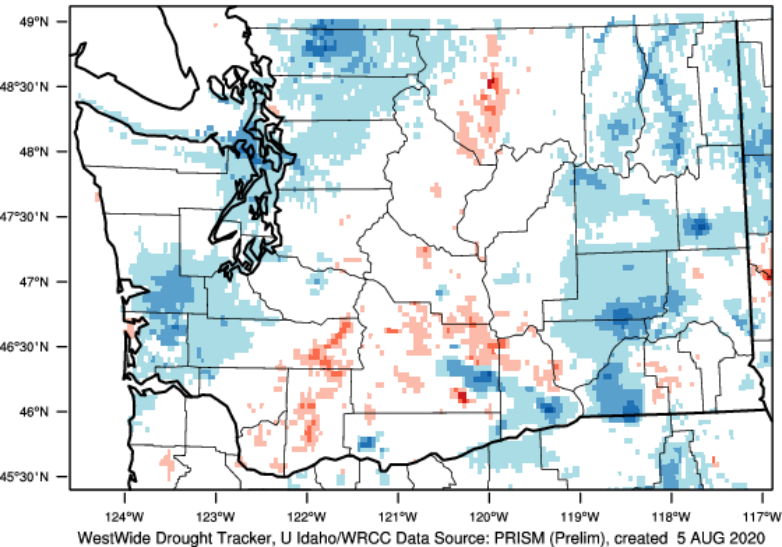 49°N
48°30'N
48°N
47°30'N
47°N
46°30'N
46°N
45°30'N
124°W 123°W 122°W 121°W 120°W 119°W 118°W 117°W
WestWide Drought Tracker, U Idaho/WRCC Data Source: PRISM (Prelim), created 5 AUG 2020